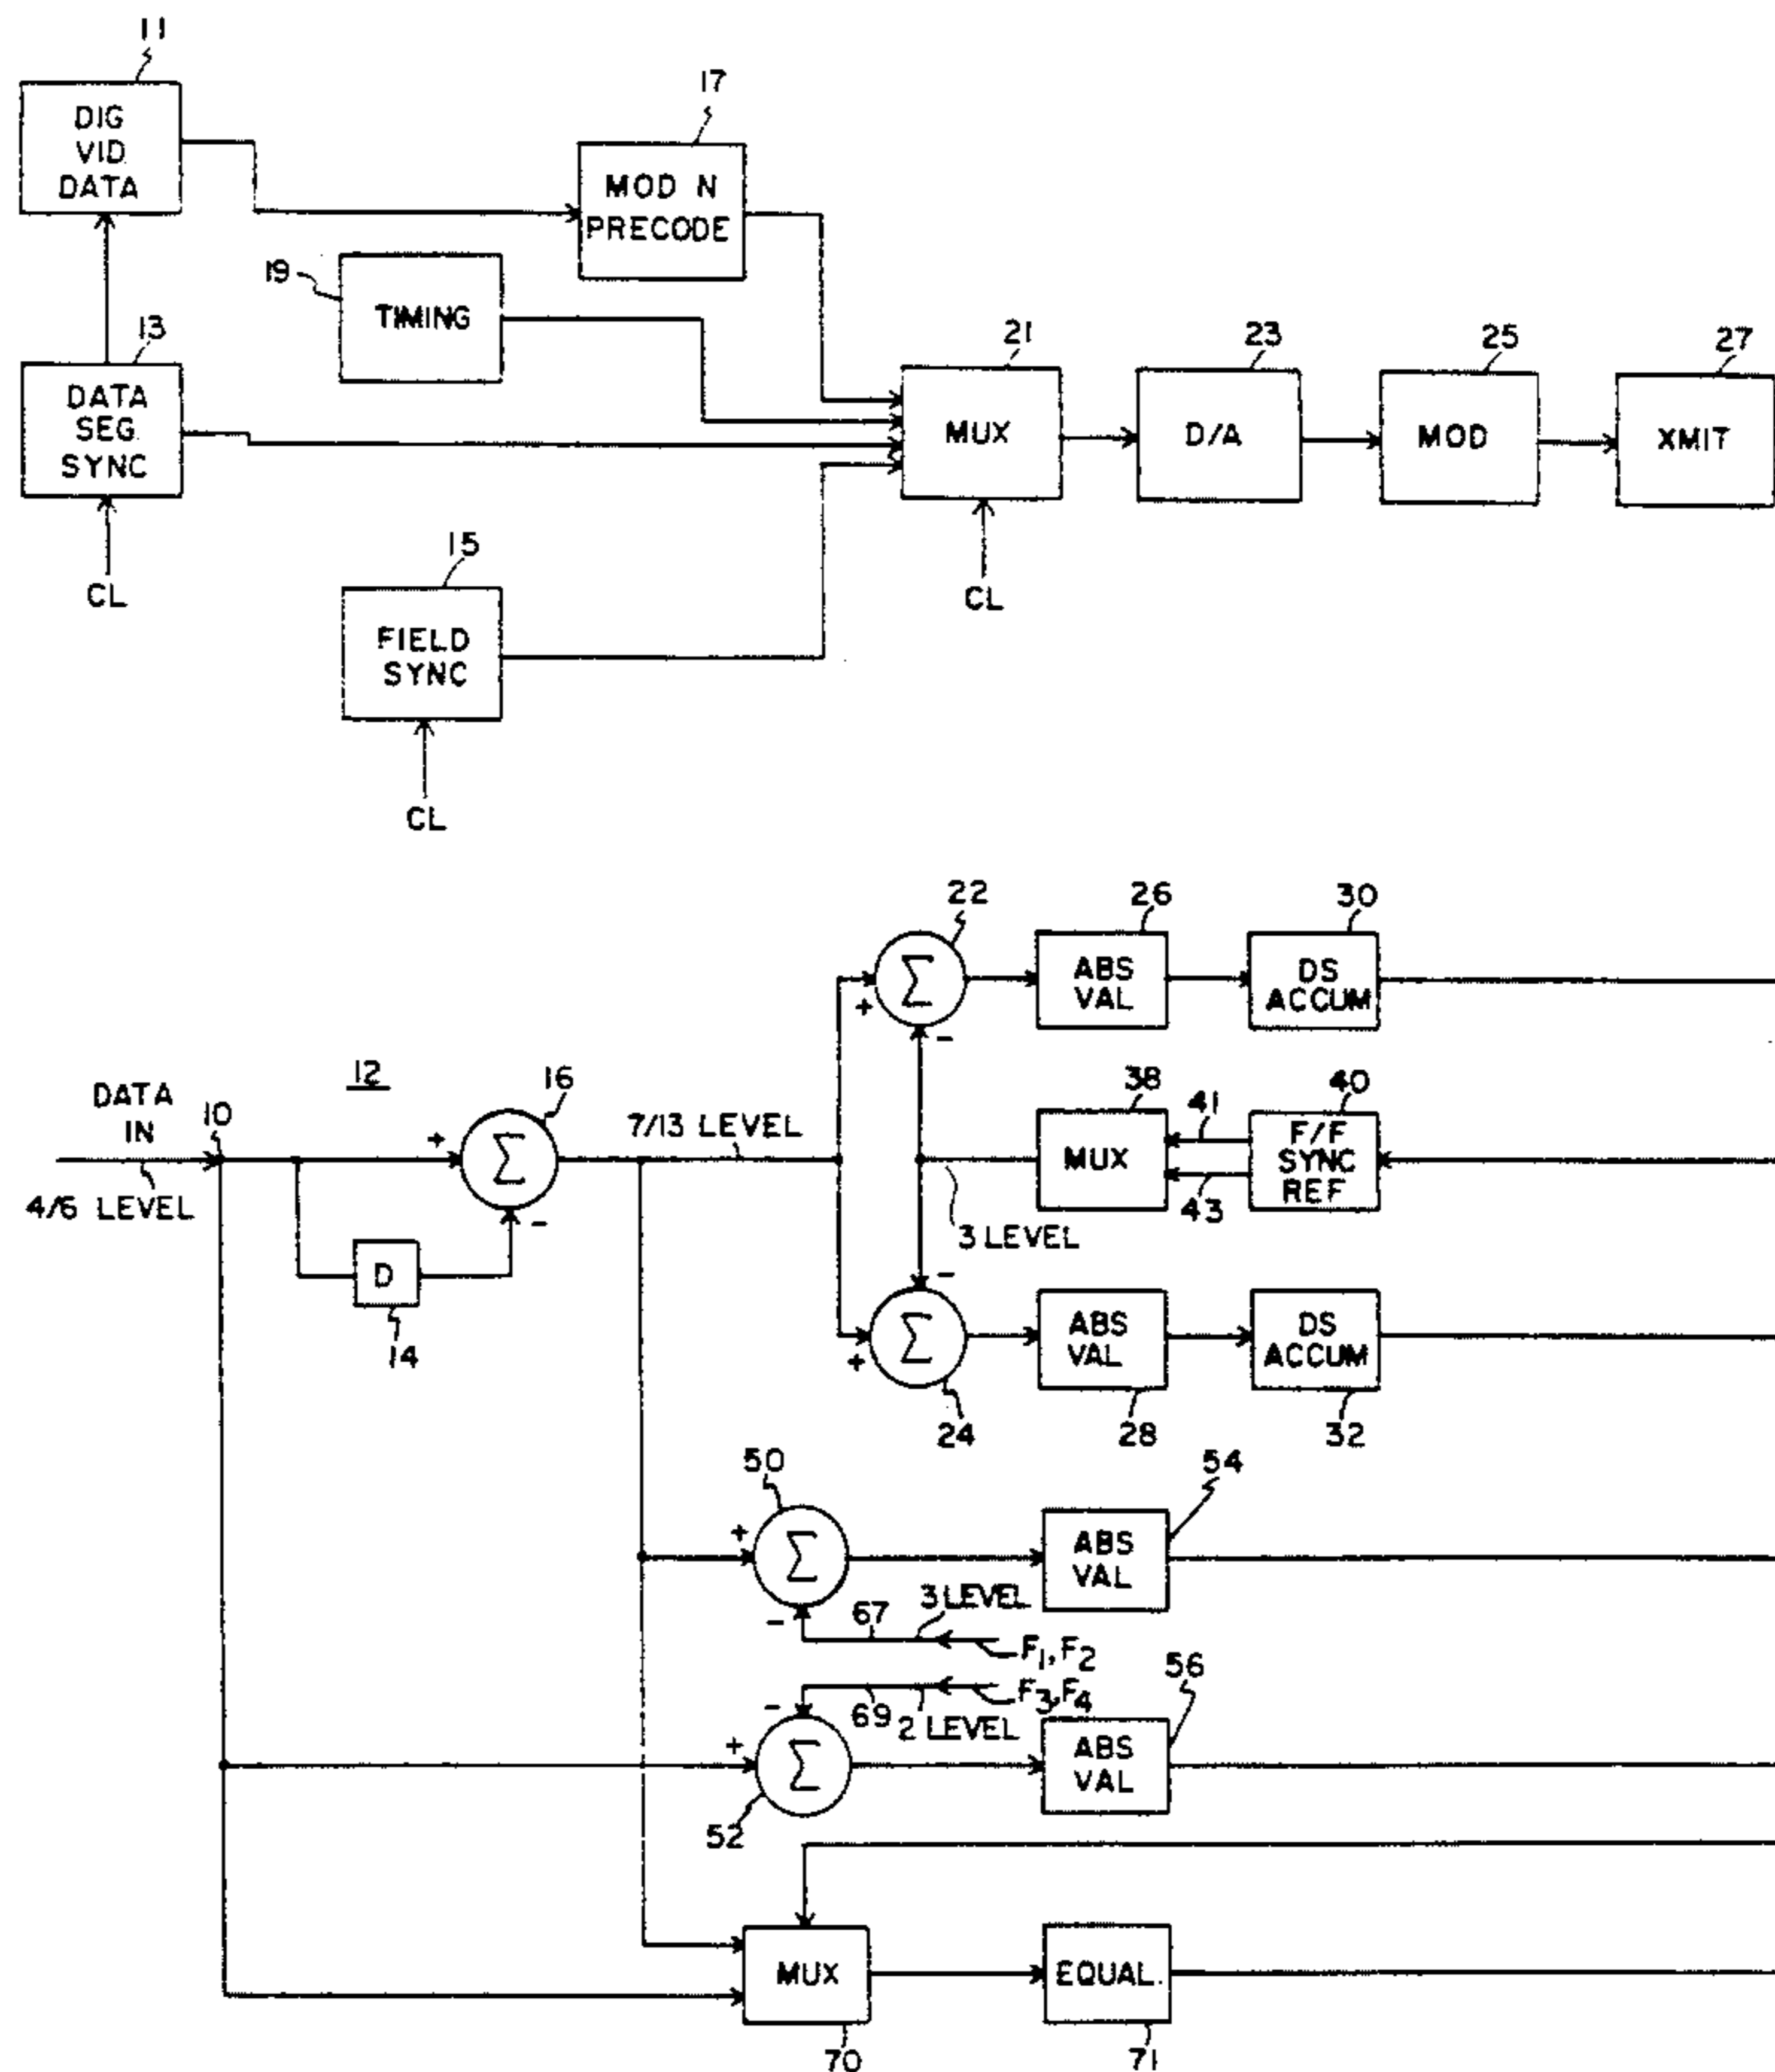 11
DIG
VID
DATA
17
MOD N
PRECODE
19
TIMING
13
DATA
SEG
SYNC
CL
21
MUX
CL
23
D/A
25
MOD
27
XMIT
15
FIELD
SYNC
CL
22
Σ
+
-
26
ABS
VAL
30
DS
ACCUM
DATA
IN
10
4/6 LEVEL
12
16
+
Σ
-
D
14
7/13 LEVEL
38
MUX
41
43
40
F/F
SYNC
REF
3 LEVEL
-
+
Σ
24
ABS
VAL
28
DS
ACCUM
32
50
+
Σ
-
67
3 LEVEL
F1, F2
54
ABS
VAL
-
69
2 LEVEL
F3, F4
+
Σ
52
56
ABS
VAL
MUX
70
EQUAL.
71